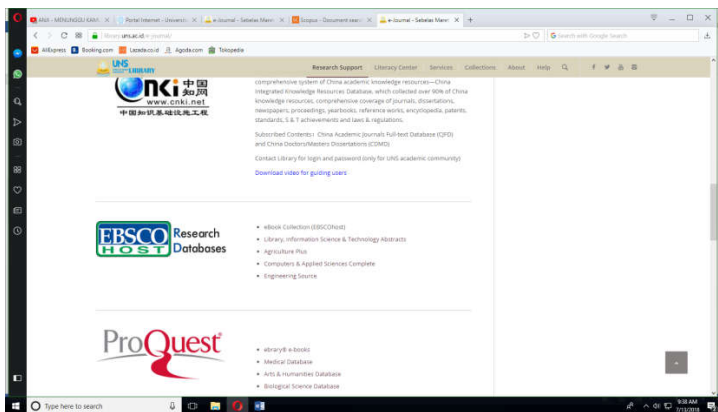 ANA - MENUNGGU KAMU
Portal Internet - Universit
e-Journal - Sebelas Maret
Scopus - Document search
e-Journal - Sebelas Maret
library.uns.ac.id/e-journal/
Search with Google Search
AliExpress Booking.com Lazada.co.id Agoda.com Tokopedia
UNS
LIBRARY
Research Support Literacy Center Services Collections About Help
CNKi 中国知网
www.cnki.net
中国知识基础设施工程
comprehensive system of China academic knowledge resources—China
Integrated Knowledge Resources Database, which collected over 90% of China
knowledge resources, comprehensive coverage of journals, dissertations,
newspapers, proceedings, yearbooks, reference works, encyclopedia, patents,
standards, S & T achievements and laws & regulations.
Subscribed Contents: China Academic Journals Full-text Database (CJFD)
and China Doctors/Masters Dissertations (CDMD)
Contact Library for login and password (only for UNS academic community)
Download video for guiding users
EBSCO
HOST
Research
Databases
eBook Collection (EBSCOhost)
Library, Information Science & Technology Abstracts
Agriculture Plus
Computers & Applied Sciences Complete
Engineering Source
ProQuest
ebrary® e-books
Medical Database
Arts & Humanities Database
Biological Science Database
Type here to search
9:38 AM
7/13/2018